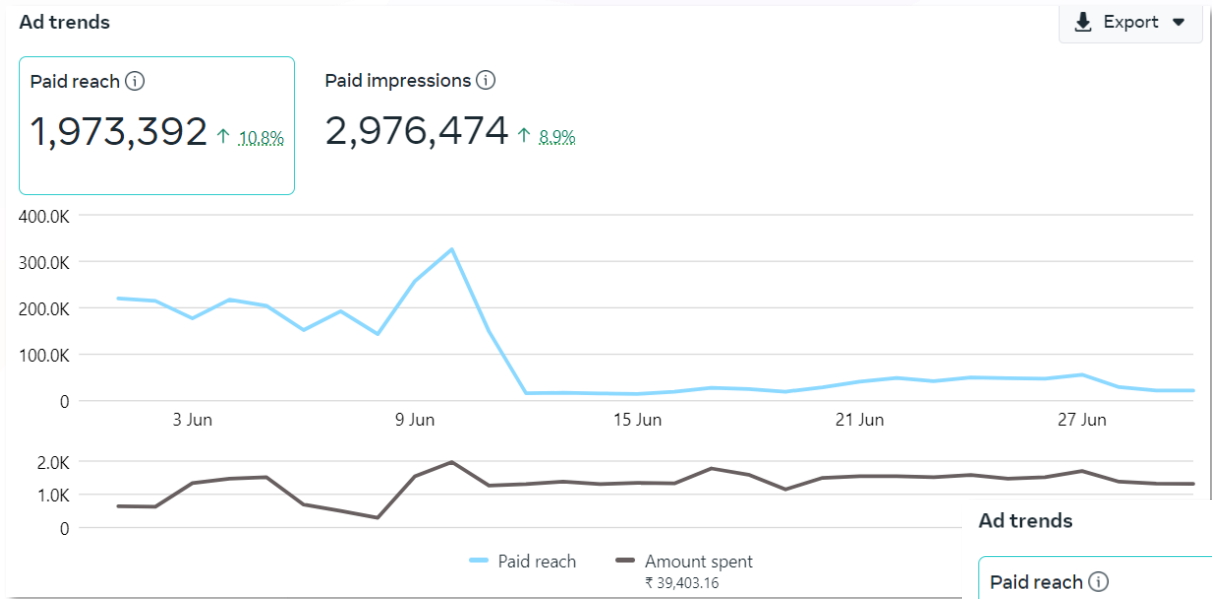 Ad trends
Export
Paid reach
1,973,392 ↑ 10.8%
Paid impressions
2,976,474 ↑ 8.9%
400.0K
300.0K
200.0K
100.0K
0
3 Jun 9 Jun 15 Jun 21 Jun 27 Jun
2.0K
1.0K
0
Paid reach Amount spent
₹ 39,403.16
Ad trends
Paid reach